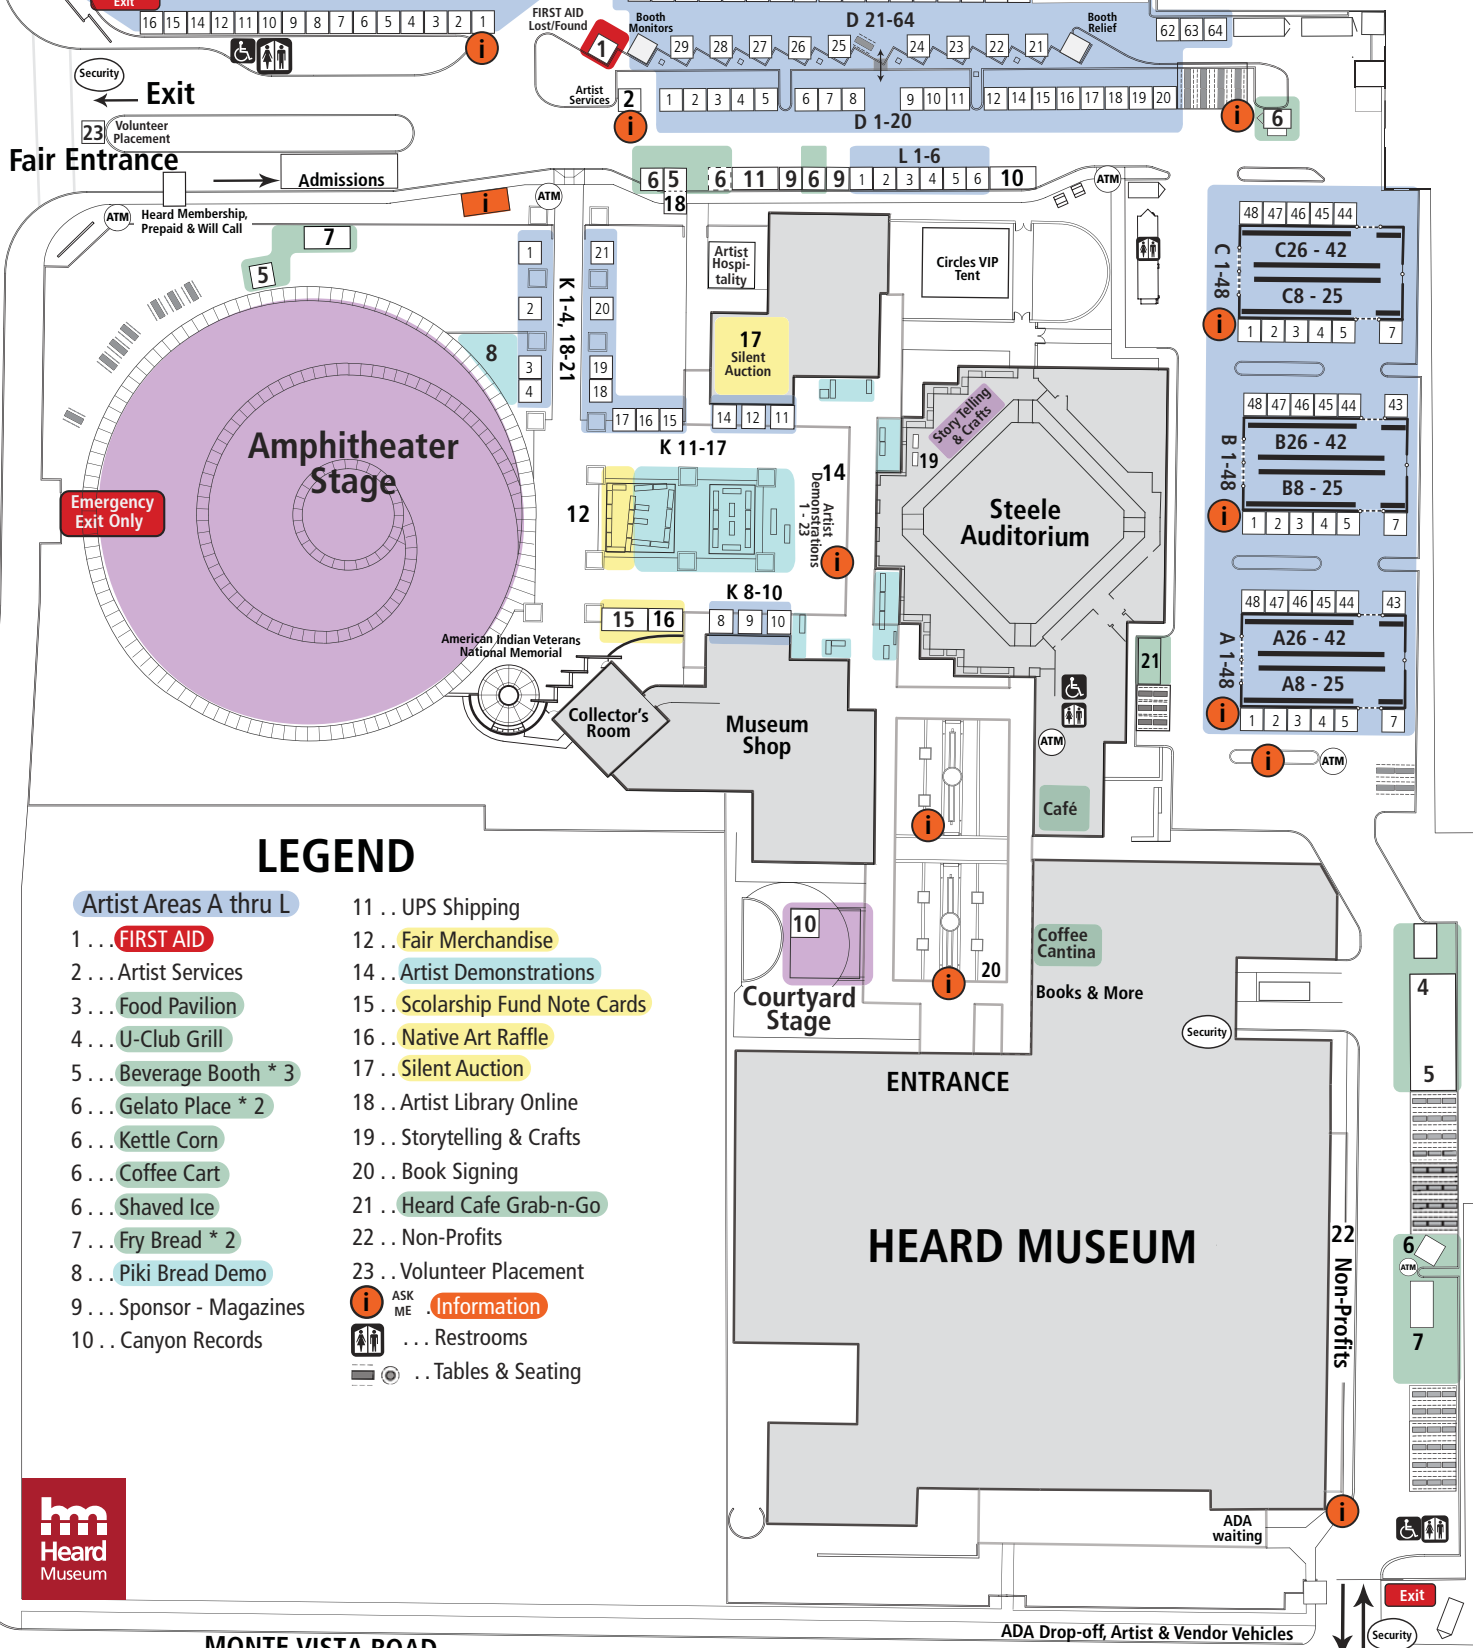 Exit
16 15 14 12 11 10 9 8 7 6 5 4 3 2 1
i
FIRST AID
Lost/Found
1
Booth
Monitors
D 21-64
Booth
Relief
29 28 27 26 25 24 23 22 21
62 63 64
Security
Exit
Artist
Services
2
i
1 2 3 4 5 6 7 8 9 10 11 12 14 15 16 17 18 19 20
D 1-20
i
6
23 Volunteer
Placement
Fair Entrance
Admissions
L 1-6
6 5 6 11 9 6 9 1 2 3 4 5 6 10
18
ATM
i
ATM
ATM
Heard Membership,
Prepaid & Will Call
7
5
1
2
3
4
K 1-4, 18-21
21
20
19
18
17 16 15
Artist
Hospi-
tality
Circles VIP
Tent
17
Silent
Auction
14 12 11
K 11-17
8
Amphitheater
Stage
Emergency
Exit Only
12
14
Artist
Demonstrations
1 - 23
i
K 8-10
15 16
8 9 10
Story Telling
& Crafts
19
Steele
Auditorium
C 1-48
48 47 46 45 44
C26 - 42
C8 - 25
i
1 2 3 4 5 7
B 1-48
48 47 46 45 44 43
B26 - 42
B8 - 25
i
1 2 3 4 5 7
A 1-48
48 47 46 45 44 43
A26 - 42
A8 - 25
i
1 2 3 4 5 7
i
ATM
American Indian Veterans
National Memorial
Collector's
Room
Museum
Shop
21
ATM
Café
i
10
Courtyard
Stage
i
20
Coffee
Cantina
Books & More
Security
ENTRANCE
HEARD MUSEUM
4
5
6
ATM
7
22 Non-Profits
LEGEND
Artist Areas A thru L
1 . . . FIRST AID
2 . . . Artist Services
3 . . . Food Pavilion
4 . . . U-Club Grill
5 . . . Beverage Booth * 3
6 . . . Gelato Place * 2
6 . . . Kettle Corn
6 . . . Coffee Cart
6 . . . Shaved Ice
7 . . . Fry Bread * 2
8 . . . Piki Bread Demo
9 . . . Sponsor - Magazines
10 . . Canyon Records
11 . . UPS Shipping
12 . . Fair Merchandise
14 . . Artist Demonstrations
15 . . Scolarship Fund Note Cards
16 . . Native Art Raffle
17 . . Silent Auction
18 . . Artist Library Online
19 . . Storytelling & Crafts
20 . . Book Signing
21 . . Heard Cafe Grab-n-Go
22 . . Non-Profits
23 . . Volunteer Placement
i ASK
ME . Information
. . . Restrooms
. . Tables & Seating
hm
Heard
Museum
ADA
waiting
i
Exit
Security
ADA Drop-off, Artist & Vendor Vehicles
MONTE VISTA ROAD